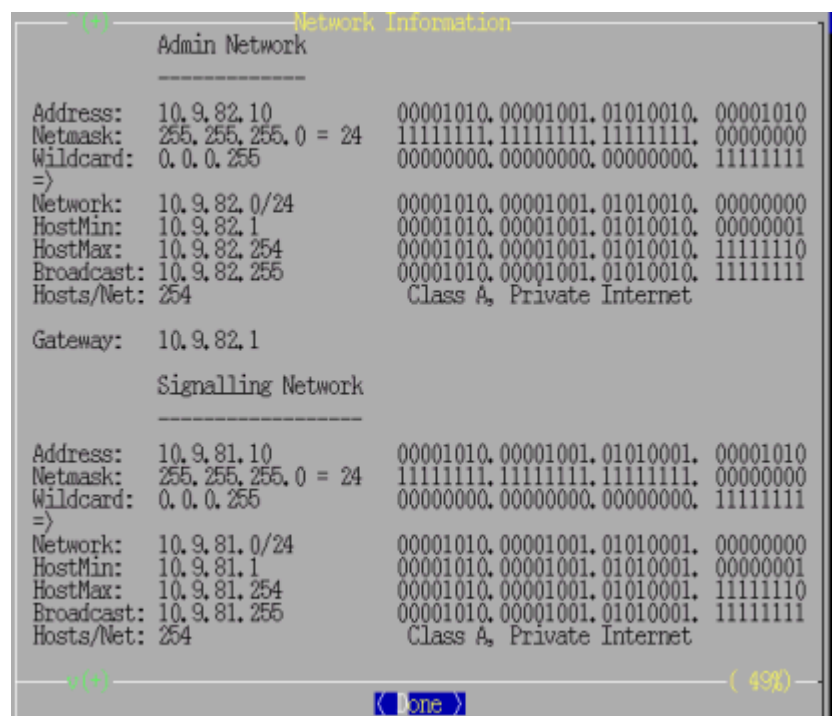 ^(+) Network Information
Admin Network
-------------
Address: 10.9.82.10 00001010.00001001.01010010. 00001010
Netmask: 255.255.255.0 = 24 11111111.11111111.11111111. 00000000
Wildcard: 0.0.0.255 00000000.00000000.00000000. 11111111
=>
Network: 10.9.82.0/24 00001010.00001001.01010010. 00000000
HostMin: 10.9.82.1 00001010.00001001.01010010. 00000001
HostMax: 10.9.82.254 00001010.00001001.01010010. 11111110
Broadcast: 10.9.82.255 00001010.00001001.01010010. 11111111
Hosts/Net: 254 Class A, Private Internet
Gateway: 10.9.82.1
Signalling Network
------------------
Address: 10.9.81.10 00001010.00001001.01010001. 00001010
Netmask: 255.255.255.0 = 24 11111111.11111111.11111111. 00000000
Wildcard: 0.0.0.255 00000000.00000000.00000000. 11111111
=>
Network: 10.9.81.0/24 00001010.00001001.01010001. 00000000
HostMin: 10.9.81.1 00001010.00001001.01010001. 00000001
HostMax: 10.9.81.254 00001010.00001001.01010001. 11111110
Broadcast: 10.9.81.255 00001010.00001001.01010001. 11111111
Hosts/Net: 254 Class A, Private Internet
v(+) ( 49%)
< Done >